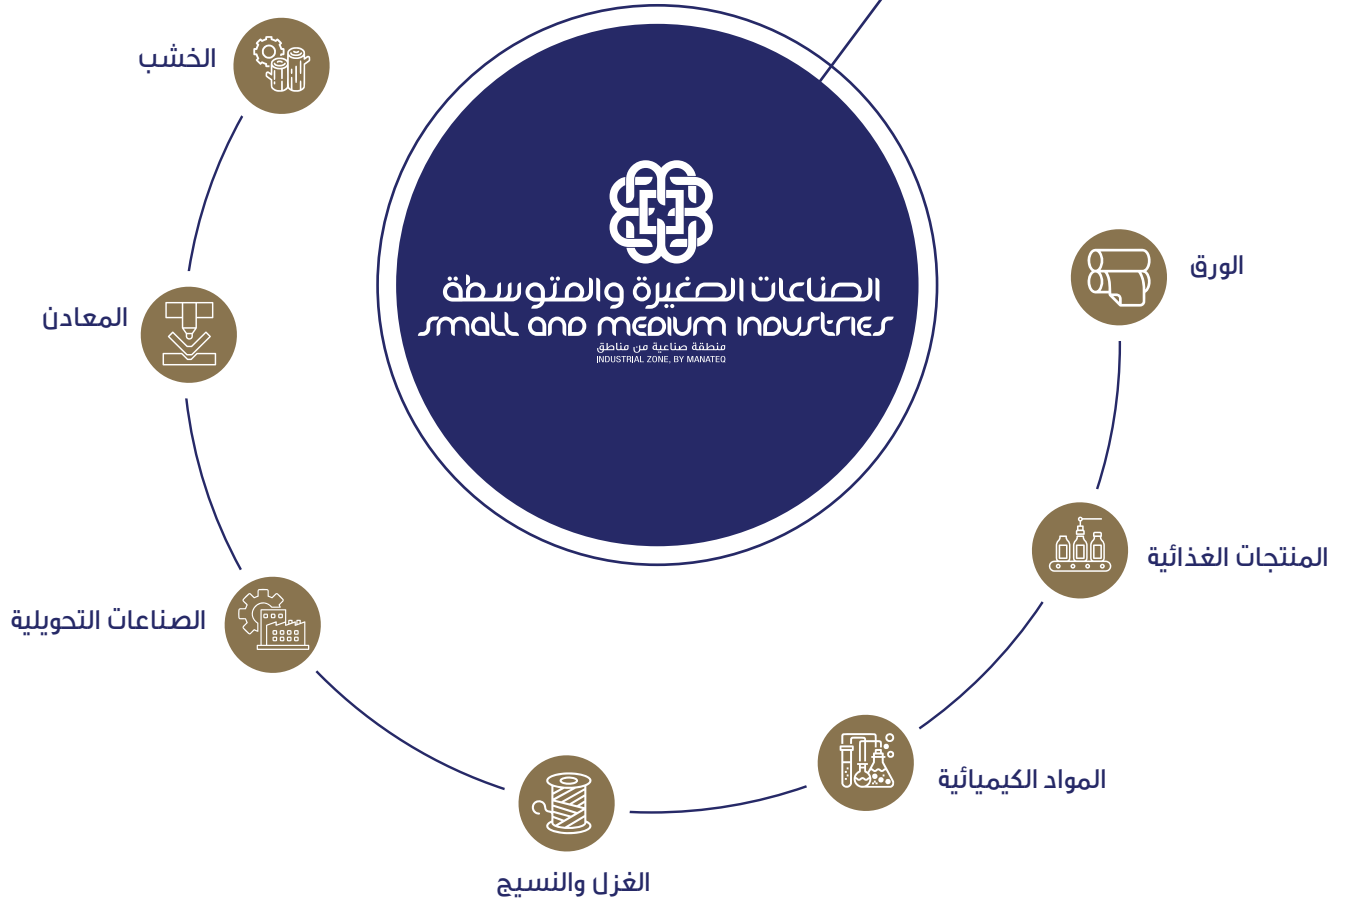 الخشب
المعادن
الصناعات التحويلية
الغزل والنسيج
المواد الكيميائية
المنتجات الغذائية
الورق
الصناعات الصغيرة والمتوسطة
small and medium industries
منطقة صناعية من مناطق
INDUSTRIAL ZONE, BY MANATEQ